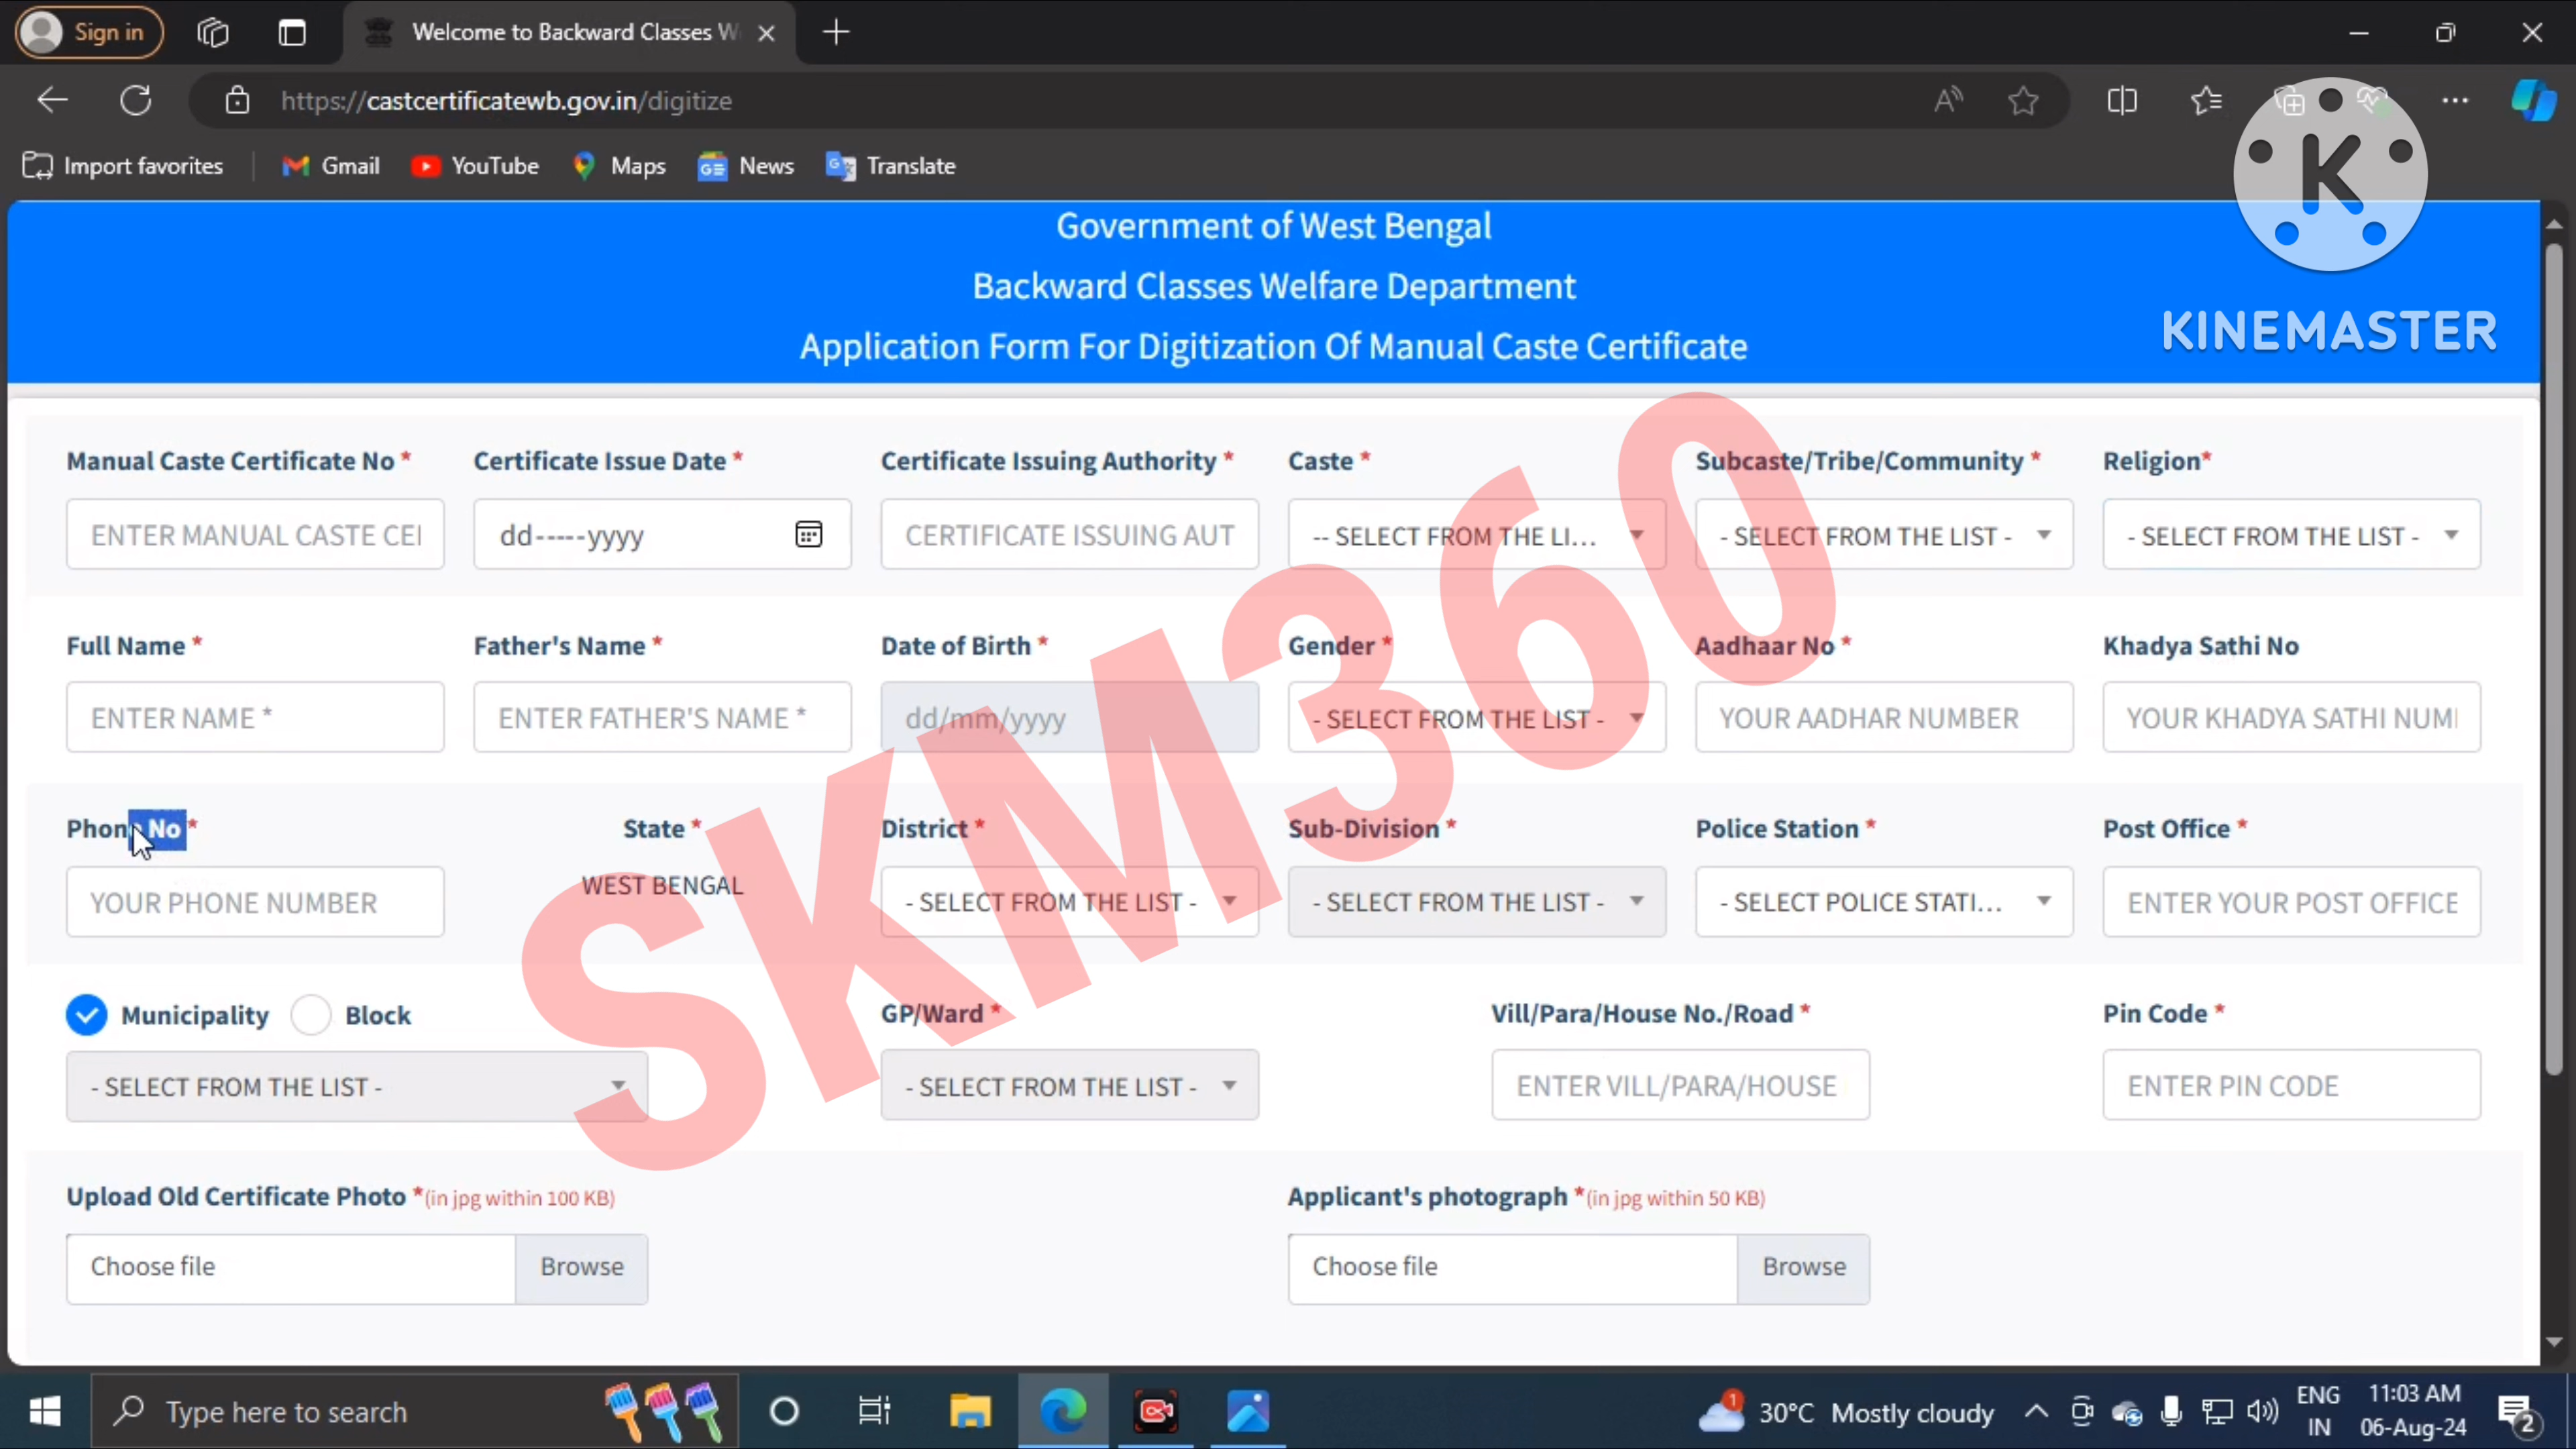 Sign in
Welcome to Backward Classes W
https://castcertificatewb.gov.in/digitize
Import favorites
Gmail
YouTube
Maps
News
Translate
K
KINEMASTER
Government of West Bengal
Backward Classes Welfare Department
Application Form For Digitization Of Manual Caste Certificate
Manual Caste Certificate No *
Certificate Issue Date *
Certificate Issuing Authority *
Caste *
Subcaste/Tribe/Community *
Religion*
ENTER MANUAL CASTE CEI
dd-----yyyy
CERTIFICATE ISSUING AUT
-- SELECT FROM THE LI...
- SELECT FROM THE LIST -
- SELECT FROM THE LIST -
Full Name *
Father's Name *
Date of Birth *
Gender *
Aadhaar No *
Khadya Sathi No
ENTER NAME *
ENTER FATHER'S NAME *
dd/mm/yyyy
- SELECT FROM THE LIST -
YOUR AADHAR NUMBER
YOUR KHADYA SATHI NUMI
Phone No *
State *
District *
Sub-Division *
Police Station *
Post Office *
YOUR PHONE NUMBER
WEST BENGAL
- SELECT FROM THE LIST -
- SELECT FROM THE LIST -
- SELECT POLICE STATI...
ENTER YOUR POST OFFICE
Municipality
Block
GP/Ward *
Vill/Para/House No./Road *
Pin Code *
- SELECT FROM THE LIST -
- SELECT FROM THE LIST -
ENTER VILL/PARA/HOUSE
ENTER PIN CODE
SKM360
Upload Old Certificate Photo *(in jpg within 100 KB)
Applicant's photograph *(in jpg within 50 KB)
Choose file
Browse
Choose file
Browse
Type here to search
1
30°C Mostly cloudy
ENG
IN
11:03 AM
06-Aug-24
2